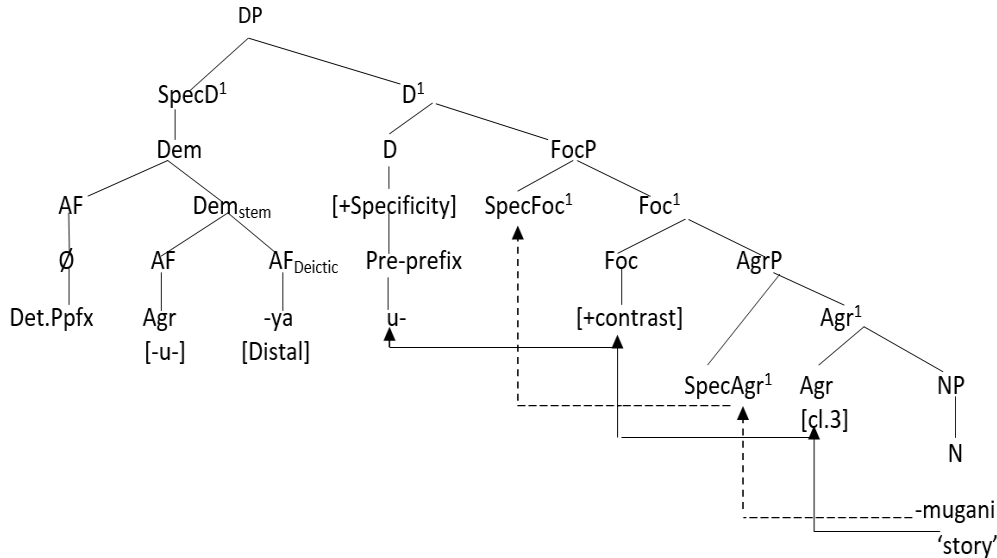 DP
SpecD¹ D¹
Dem D FocP
AF Demstem [+Specificity] SpecFoc¹ Foc¹
Ø AF AFDeictic Pre-prefix Foc AgrP
Det.Ppfx Agr -ya u- [+contrast] Agr¹
[-u-] [Distal]
SpecAgr¹ Agr NP
[cl.3]
N
-mugani
‘story’